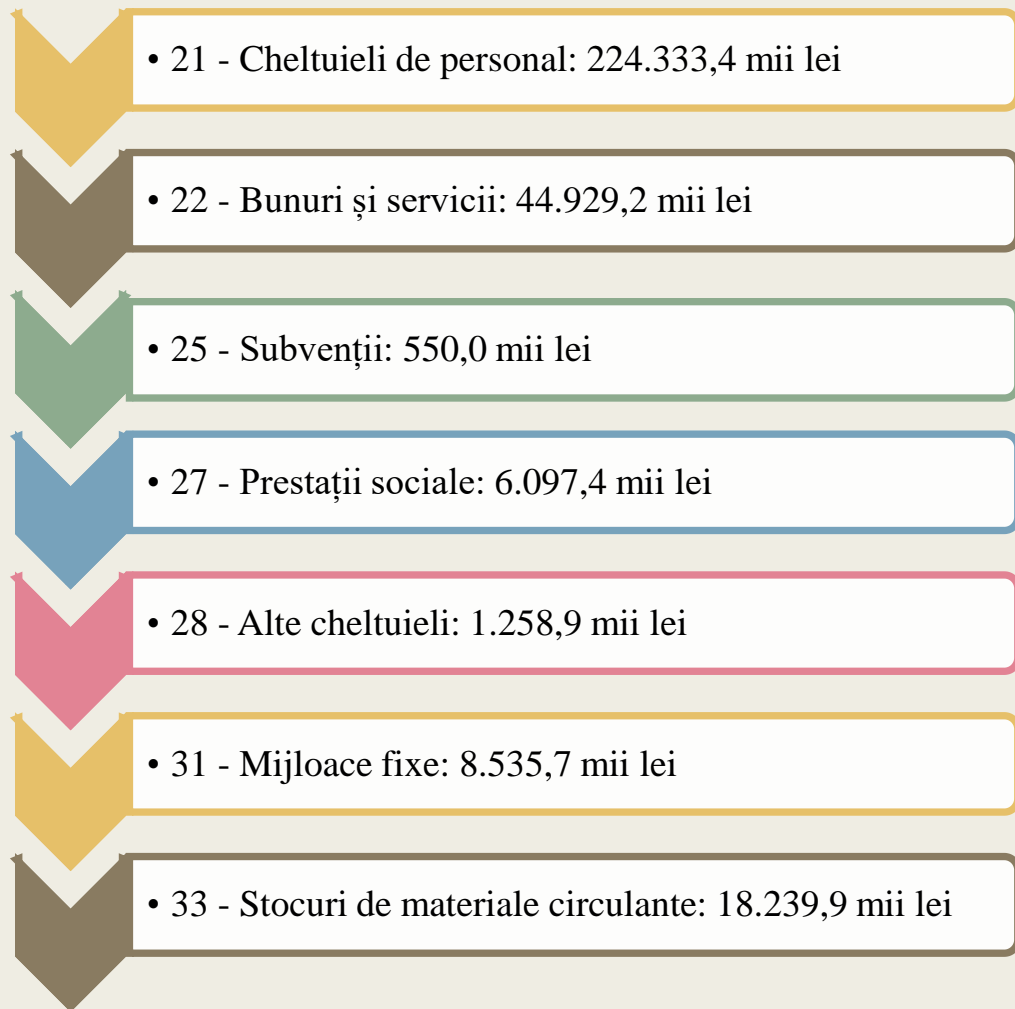 • 21 - Cheltuieli de personal: 224.333,4 mii lei
• 22 - Bunuri și servicii: 44.929,2 mii lei
• 25 - Subvenții: 550,0 mii lei
• 27 - Prestații sociale: 6.097,4 mii lei
• 28 - Alte cheltuieli: 1.258,9 mii lei
• 31 - Mijloace fixe: 8.535,7 mii lei
• 33 - Stocuri de materiale circulante: 18.239,9 mii lei